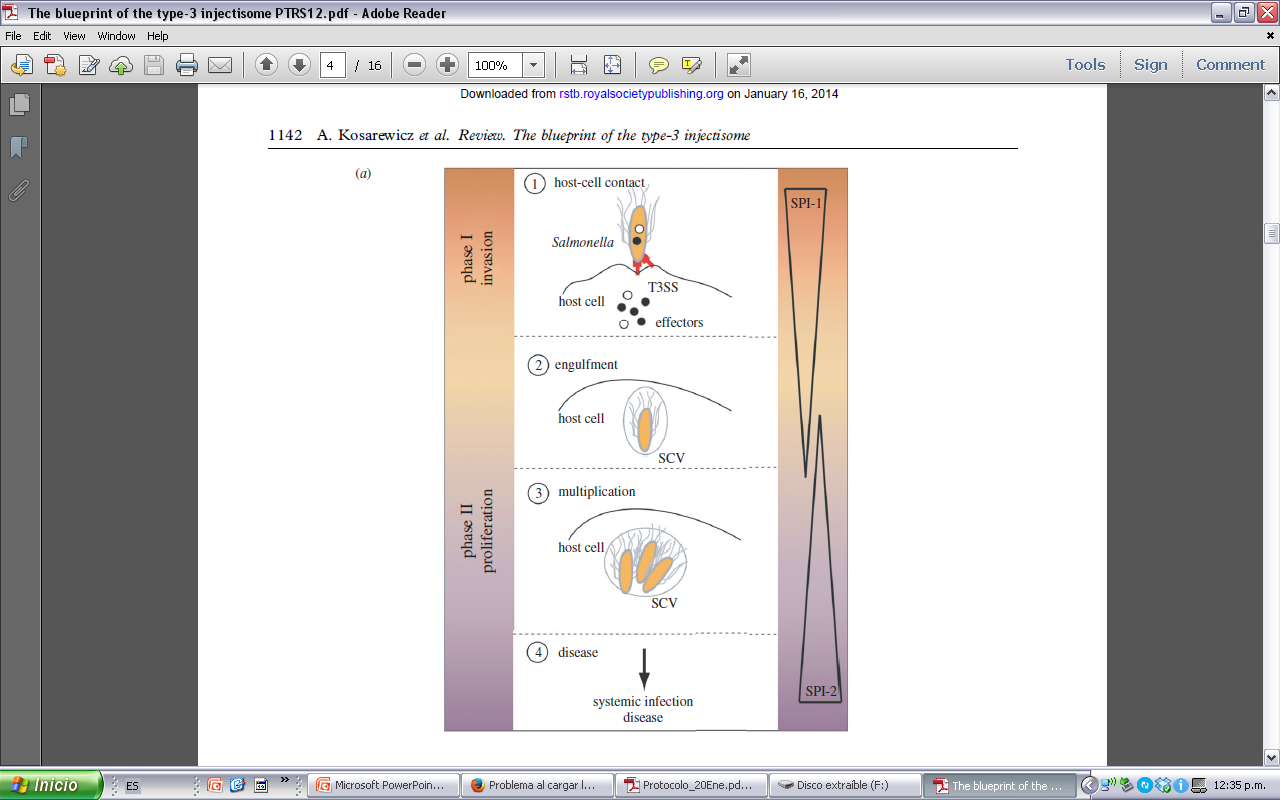 The blueprint of the type-3 injectisome PTRS12.pdf - Adobe Reader
File Edit View Window Help
4 / 16 100% Tools Sign Comment
Downloaded from rstb.royalsocietypublishing.org on January 16, 2014
1142 A. Kosarewicz et al. Review. The blueprint of the type-3 injectisome
(a)
phase I
invasion
1 host-cell contact
Salmonella
T3SS
host cell
effectors
SPI-1
2 engulfment
host cell
SCV
phase II
proliferation
3 multiplication
host cell
SCV
4 disease
systemic infection
disease
SPI-2
Inicio ES » Microsoft PowerPoin... Problema al cargar l... Protocolo_20Ene.pd... Disco extraíble (F:) The blueprint of the ... 12:35 p.m.